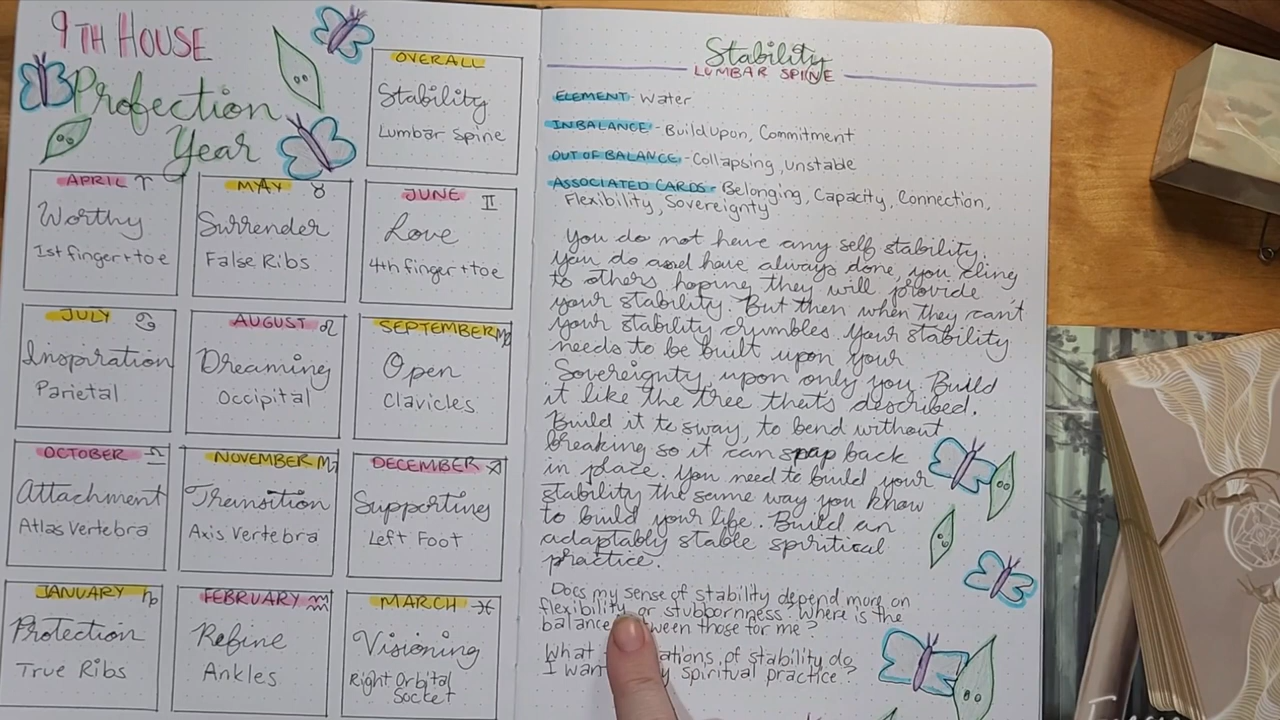 9TH HOUSE
Profection
Year
OVERALL
Stability
Lumbar Spine
APRIL ♈
Worthy
1st finger + toe
MAY ♉
Surrender
False Ribs
JUNE ♊
Love
4th finger + toe
JULY ♋
Inspiration
Parietal
AUGUST ♌
Dreaming
Occipital
SEPTEMBER ♍
Open
Clavicles
OCTOBER ♎
Attachment
Atlas Vertebra
NOVEMBER ♏
Transition
Axis Vertebra
DECEMBER ♐
Supporting
Left Foot
JANUARY ♑
Protection
True Ribs
FEBRUARY ♒
Refine
Ankles
MARCH ♓
Visioning
Right Orbital
Socket
Stability
LUMBAR SPINE
ELEMENT - Water
IN BALANCE - Build Upon, Commitment
OUT OF BALANCE - Collapsing, unstable
ASSOCIATED CARDS - Belonging, Capacity, Connection,
Flexibility, Sovereignty
You do not have any self stability.
You do and have always done, you cling
to others hoping they will provide
your stability. But then when they can't
your stability crumbles. Your stability
needs to be built upon your
Sovereignty, upon only you. Build
it like the tree that's described.
Build it to sway, to bend without
breaking so it can spap back
in place. You need to build your
stability the same way you know
to build your life. Build an
adaptably stable spiritical
practice.
Does my sense of stability depend more on
flexibility or stubbornness? Where is the
balance between those for me?
What ations of stability do
I want y spiritual practice?